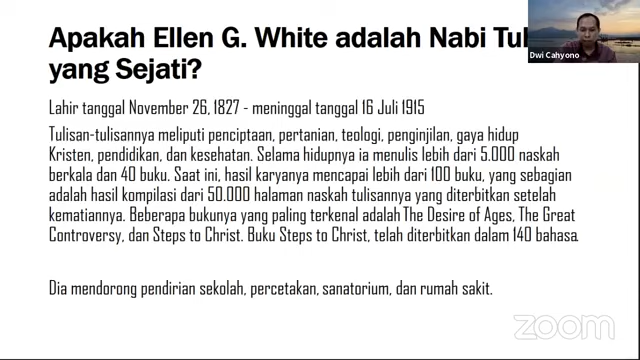 Apakah Ellen G. White adalah Nabi Tu
yang Sejati?
Dwi Cahyono
Lahir tanggal November 26, 1827 - meninggal tanggal 16 Juli 1915
Tulisan-tulisannya meliputi penciptaan, pertanian, teologi, penginjilan, gaya hidup
Kristen, pendidikan, dan kesehatan. Selama hidupnya ia menulis lebih dari 5.000 naskah
berkala dan 40 buku. Saat ini, hasil karyanya mencapai lebih dari 100 buku, yang sebagian
adalah hasil kompilasi dari 50.000 halaman naskah tulisannya yang diterbitkan setelah
kematiannya. Beberapa bukunya yang paling terkenal adalah The Desire of Ages, The Great
Controversy, dan Steps to Christ. Buku Steps to Christ, telah diterbitkan dalam 140 bahasa.
Dia mendorong pendirian sekolah, percetakan, sanatorium, dan rumah sakit.
zoom